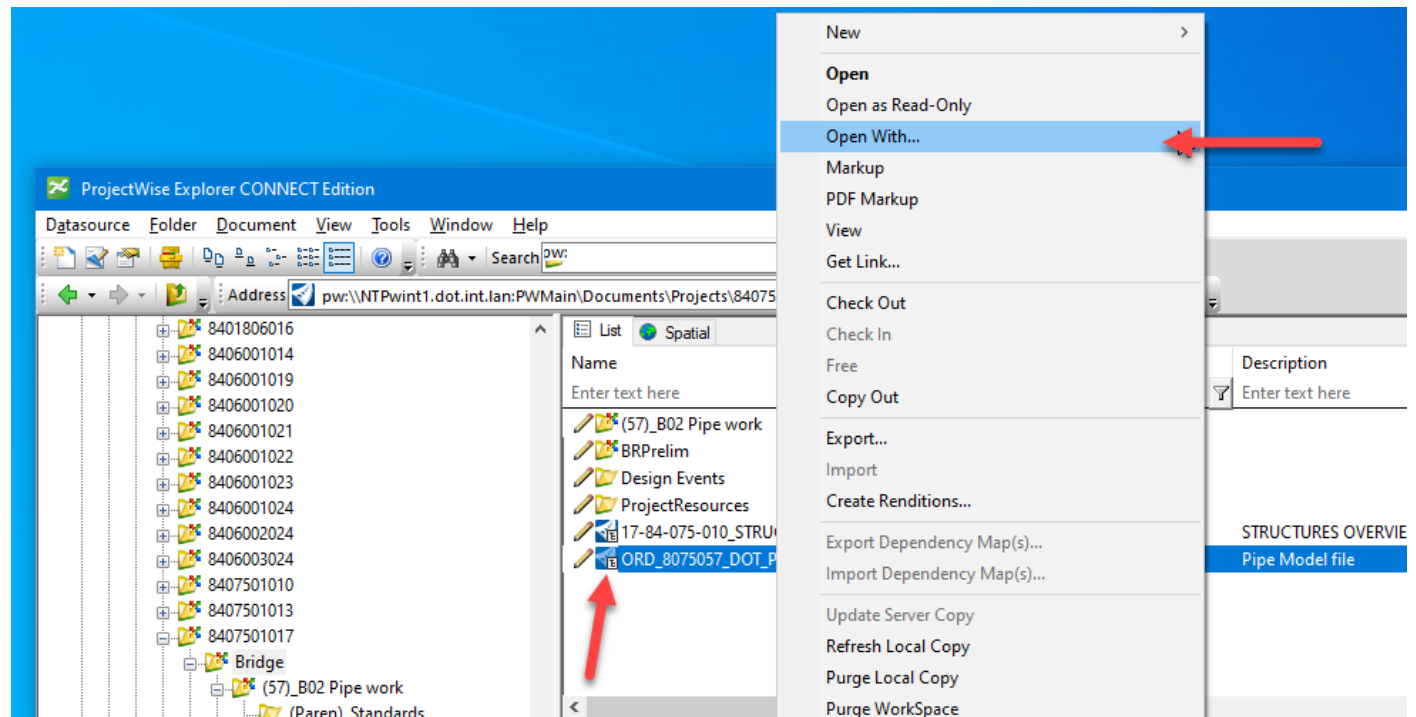 New
Open
Open as Read-Only
Open With...
Markup
PDF Markup
View
Get Link...
Check Out
Check In
Free
Copy Out
Export...
Import
Create Renditions...
Export Dependency Map(s)...
Import Dependency Map(s)...
Update Server Copy
Refresh Local Copy
Purge Local Copy
Purge WorkSpace
ProjectWise Explorer CONNECT Edition
Datasource Folder Document View Tools Window Help
Search pw:
Address pw:\\NTPwint1.dot.int.lan:PWMain\Documents\Projects\84075
8401806016
8406001014
8406001019
8406001020
8406001021
8406001022
8406001023
8406001024
8406002024
8406003024
8407501010
8407501013
8407501017
Bridge
(57)_B02 Pipe work
(Paren) Standards
List Spatial
Name Description
Enter text here Enter text here
(57)_B02 Pipe work
BRPrelim
Design Events
ProjectResources
17-84-075-010_STRU STRUCTURES OVERVIE
ORD_8075057_DOT_P Pipe Model file